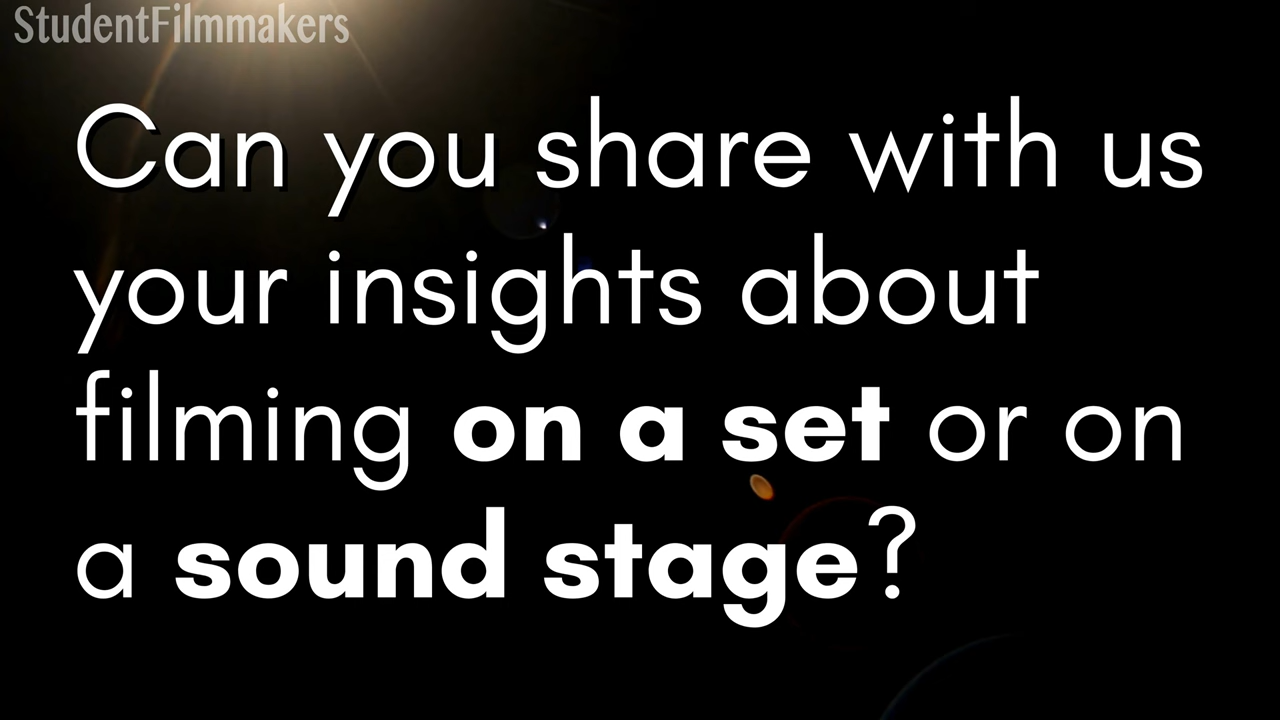 StudentFilmmakers
Can you share with us
your insights about
filming on a set or on
a sound stage?